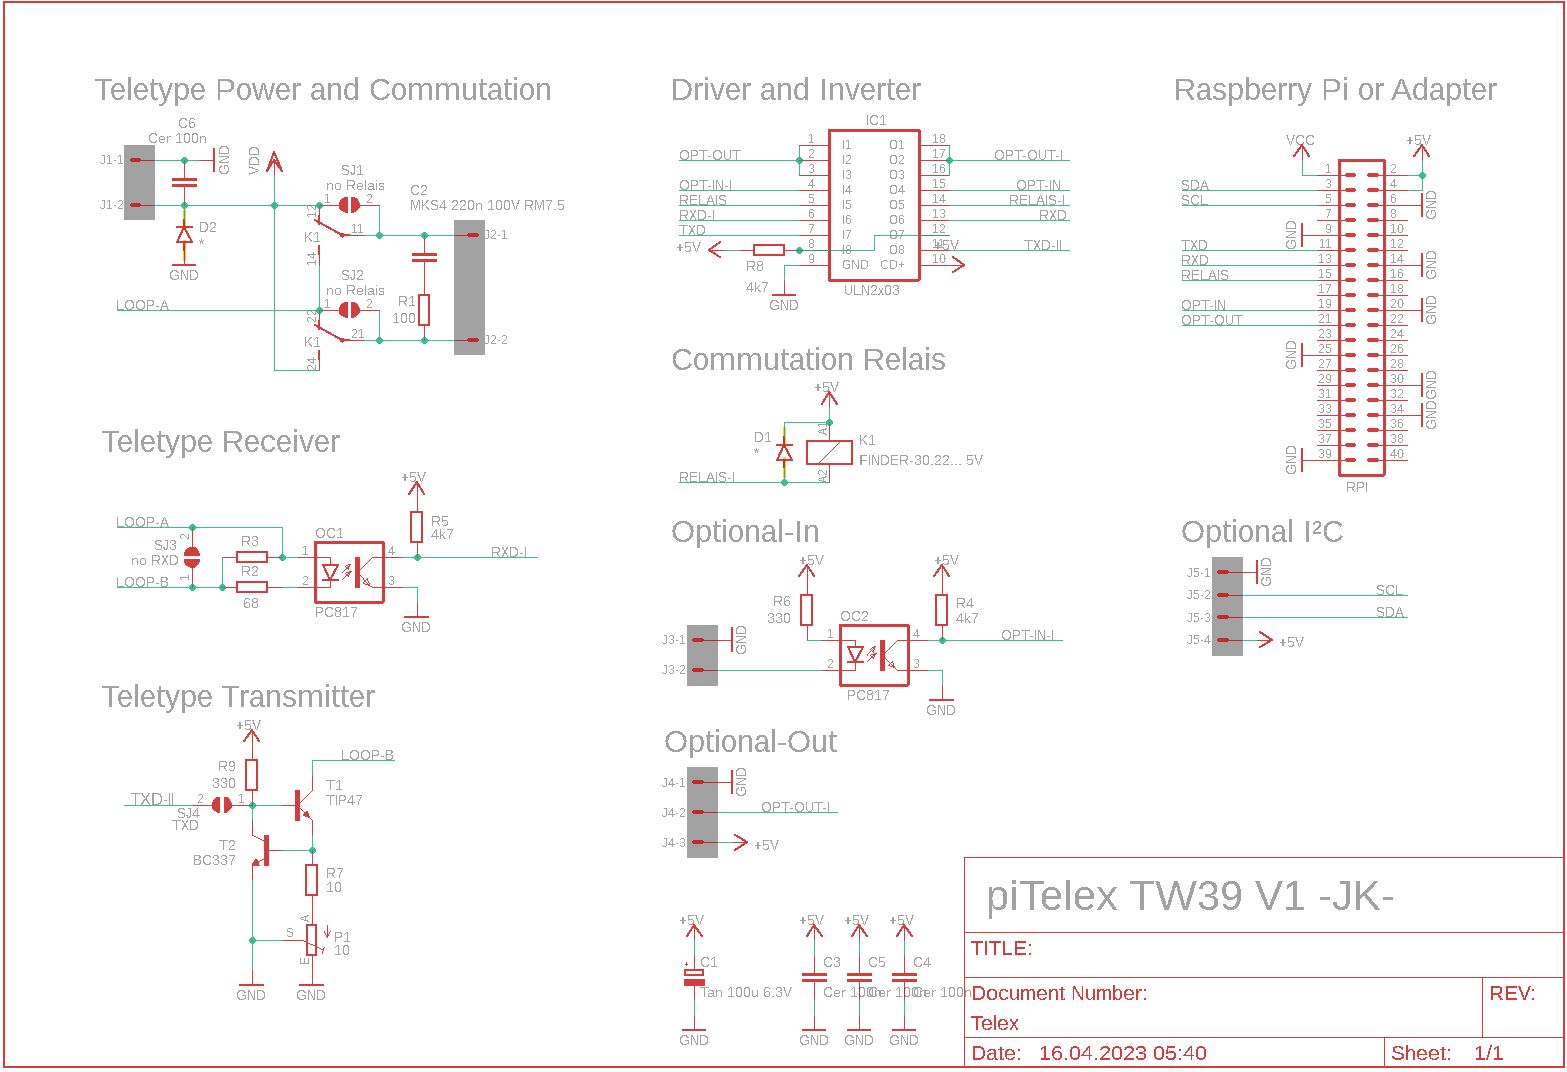 Teletype Power and Commutation
C6
Cer 100n
J1-1
GND
VDD
SJ1
no Relais
1
2
C2
MKS4 220n 100V RM7.5
J1-2
12
11
K1
14
J2-1
D2
*
GND
SJ2
no Relais
LOOP-A
1
2
R1
100
22
21
K1
24
J2-2
Teletype Receiver
+5V
R5
4k7
LOOP-A
SJ3
no RXD
2
1
R3
OC1
1
4
RXD-I
LOOP-B
R2
68
2
3
PC817
GND
Teletype Transmitter
+5V
LOOP-B
R9
330
T1
TIP47
TXD-II
2
1
SJ4
TXD
T2
BC337
R7
10
A
S
P1
10
E
GND
GND
Driver and Inverter
IC1
1
I1
O1
18
OPT-OUT
2
I2
O2
17
OPT-OUT-I
3
I3
O3
16
OPT-IN-I
4
I4
O4
15
OPT-IN
RELAIS
5
I5
O5
14
RELAIS-I
RXD-I
6
I6
O6
13
RXD
TXD
7
I7
O7
12
+5V
8
I8
O8
11
+5V
TXD-II
R8
4k7
9
GND
CD+
10
ULN2x03
GND
Commutation Relais
+5V
D1
*
A1
K1
FINDER-30.22... 5V
A2
RELAIS-I
Optional-In
+5V
+5V
R6
330
R4
4k7
OC2
J3-1
GND
1
4
OPT-IN-I
J3-2
2
3
PC817
GND
Optional-Out
J4-1
GND
J4-2
OPT-OUT-I
J4-3
+5V
+5V
+5V
+5V
+5V
C1
C3
C5
C4
Tan 100u 6.3V
Cer 100n
Cer 100n
Cer 100n
GND
GND
GND
GND
Raspberry Pi or Adapter
VCC
+5V
1
2
SDA
3
4
SCL
5
6
GND
7
8
GND
9
10
TXD
11
12
RXD
13
14
GND
RELAIS
15
16
17
18
OPT-IN
19
20
GND
OPT-OUT
21
22
23
24
GND
25
26
27
28
29
30
GND
31
32
33
34
GND
35
36
37
38
GND
39
40
RPI
Optional I²C
J5-1
GND
J5-2
SCL
J5-3
SDA
J5-4
+5V
piTelex TW39 V1 -JK-
TITLE:
Document Number:
REV:
Telex
Date: 16.04.2023 05:40
Sheet: 1/1